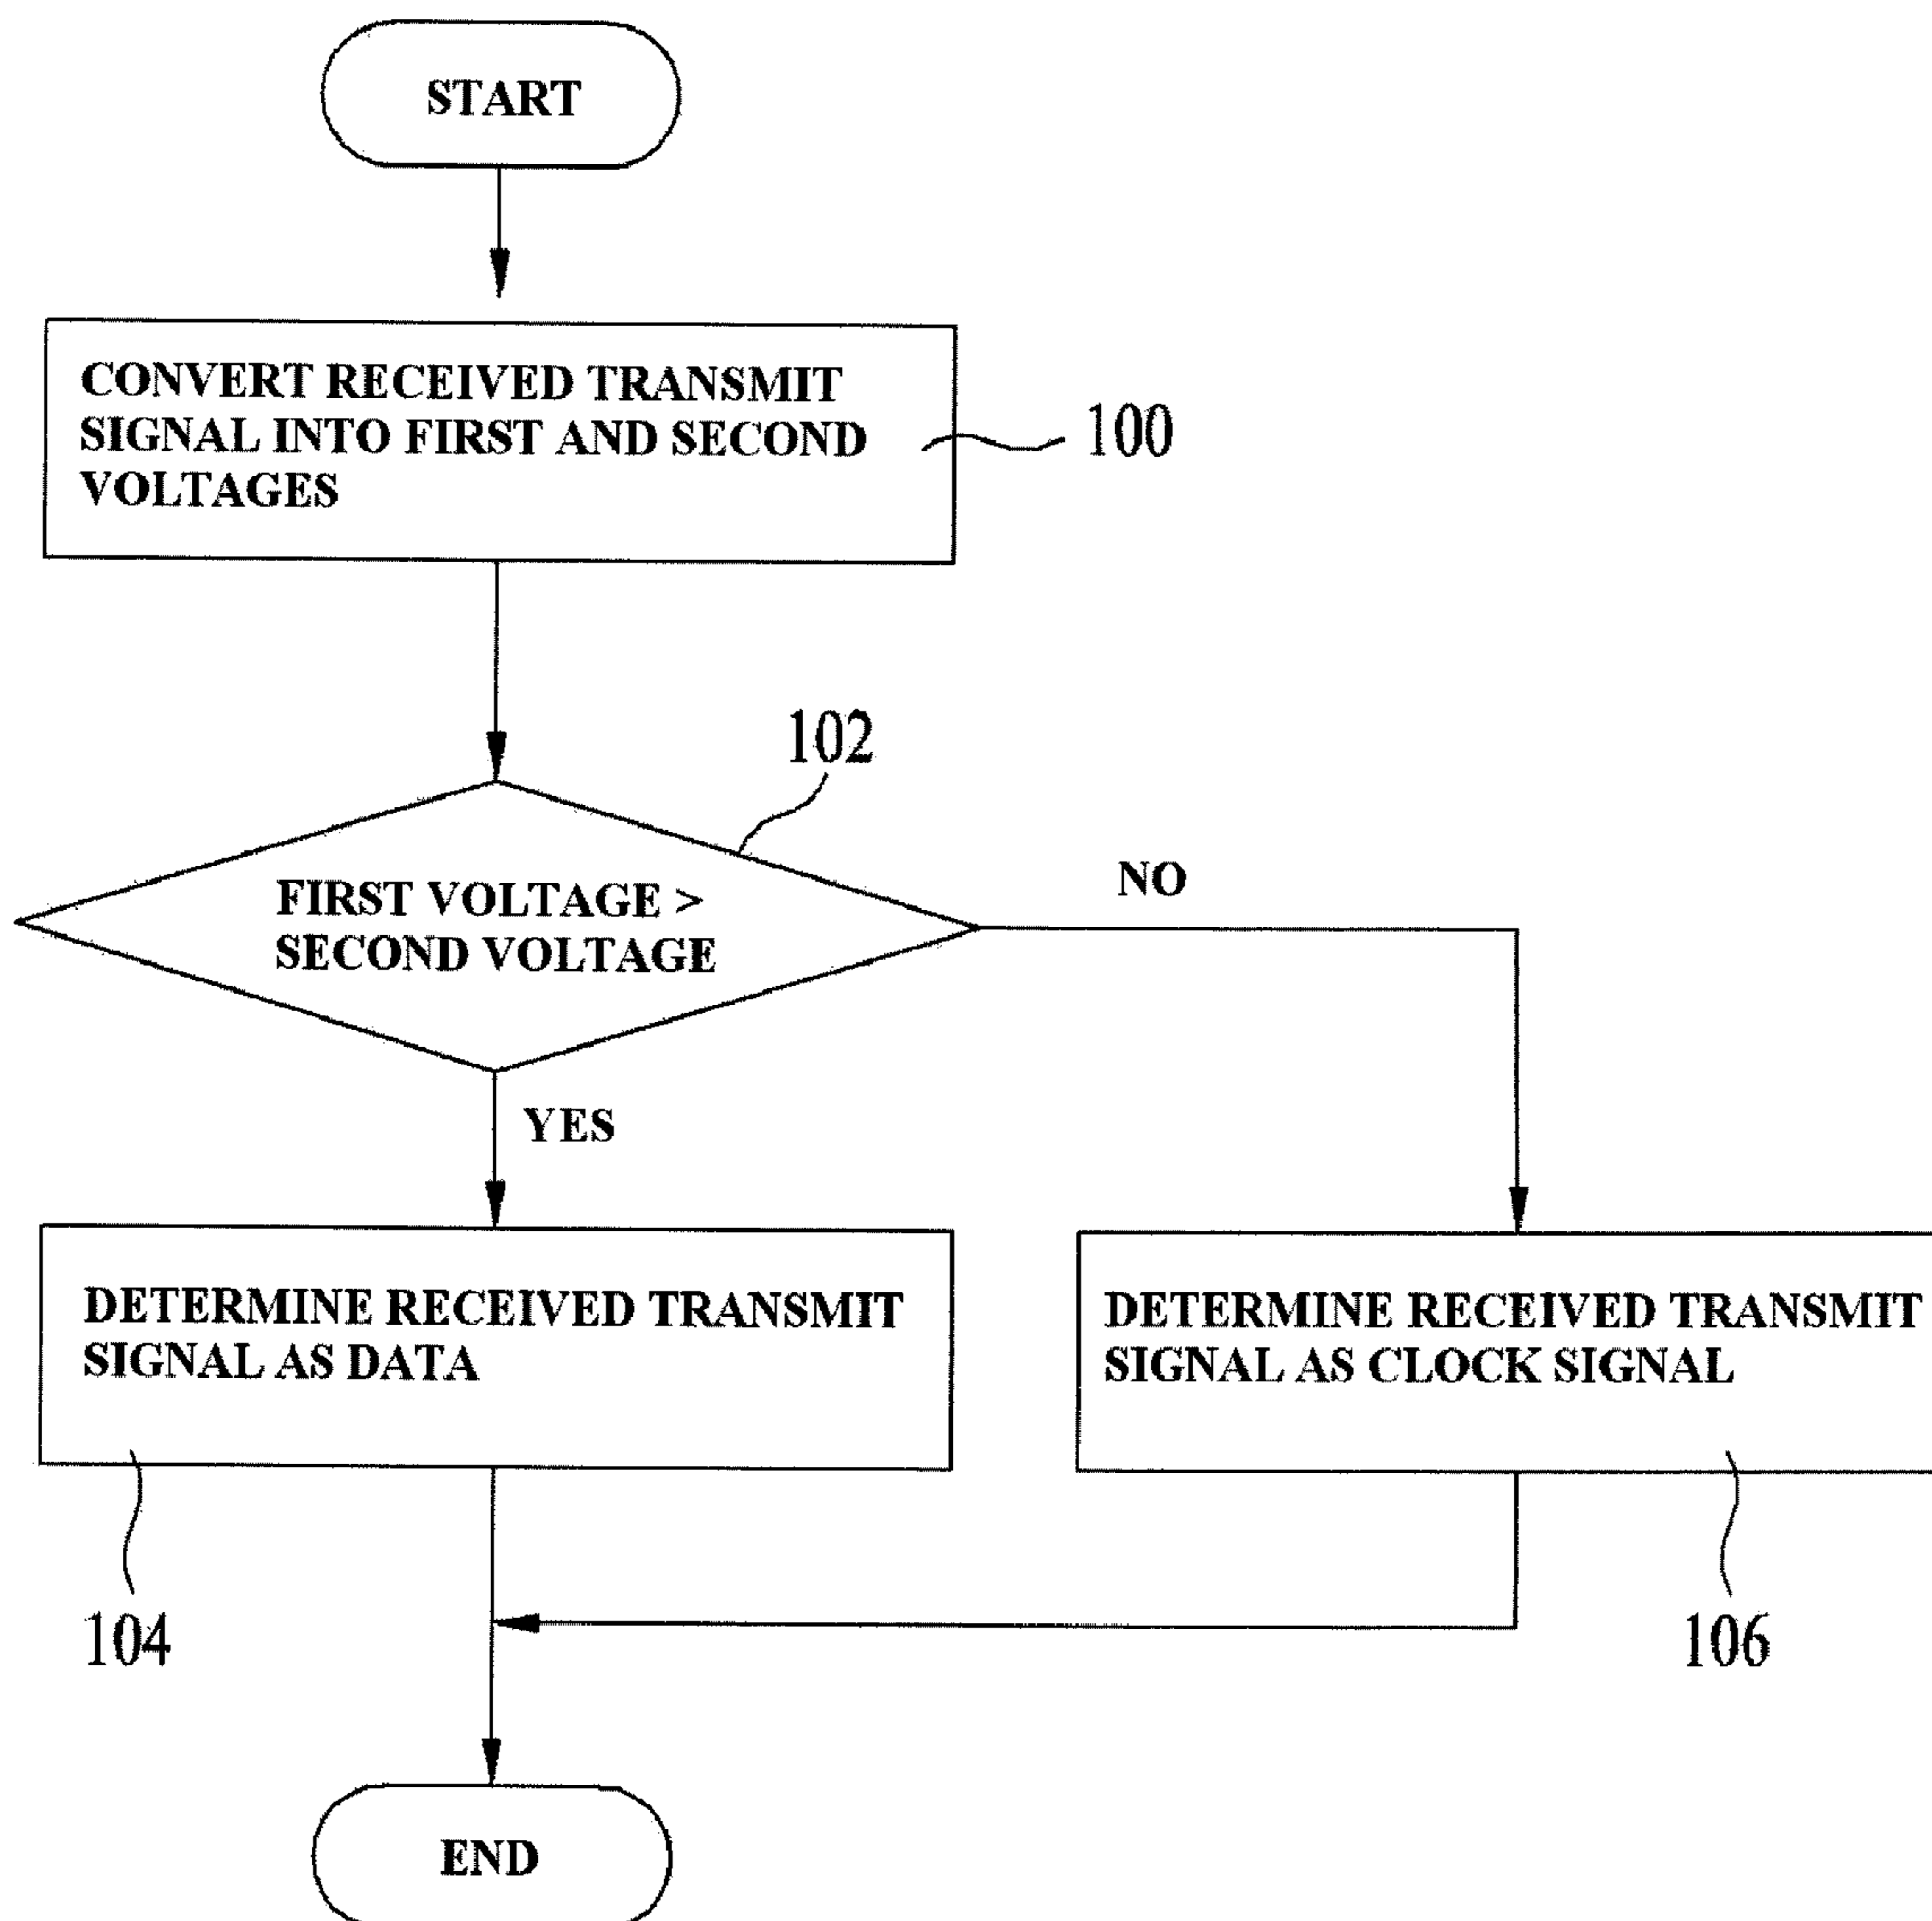 START
CONVERT RECEIVED TRANSMIT
SIGNAL INTO FIRST AND SECOND
VOLTAGES
100
102
FIRST VOLTAGE >
SECOND VOLTAGE
NO
YES
DETERMINE RECEIVED TRANSMIT
SIGNAL AS DATA
DETERMINE RECEIVED TRANSMIT
SIGNAL AS CLOCK SIGNAL
104
106
END